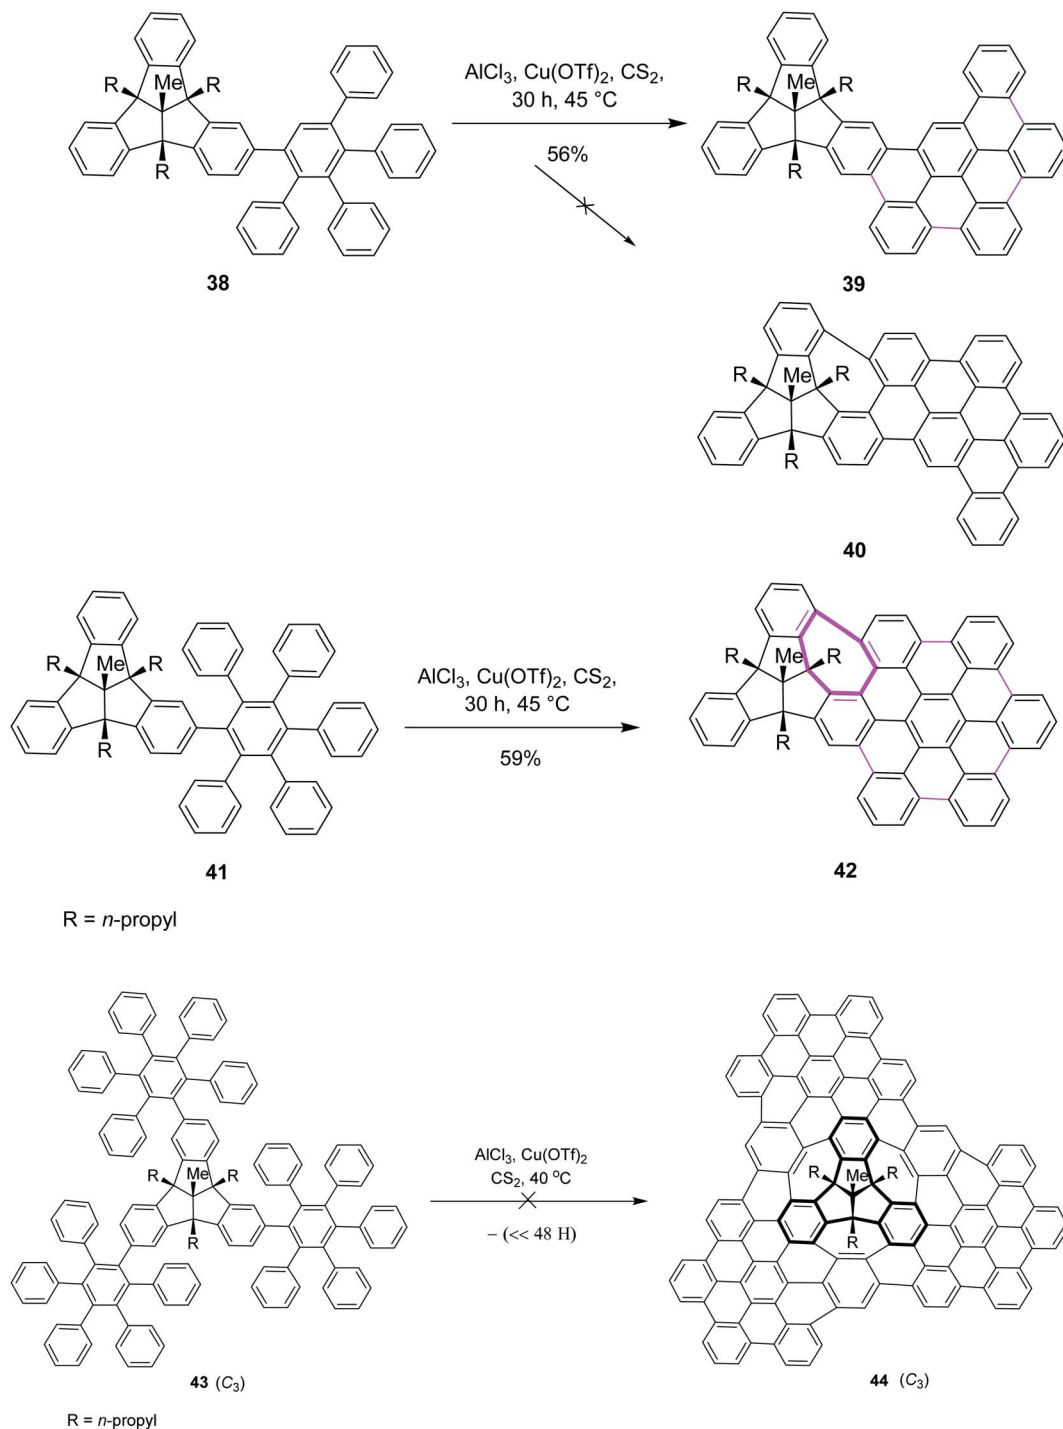 R
Me
R
R
38
AlCl3, Cu(OTf)2, CS2,
30 h, 45 °C
56%
R
Me
R
R
39
R
Me
R
R
40
R
Me
R
R
41
AlCl3, Cu(OTf)2, CS2,
30 h, 45 °C
59%
R
Me
R
R
42
R = n-propyl
R
Me
R
R
43 (C3)
AlCl3, Cu(OTf)2
CS2, 40 °C
– (<< 48 H)
R
Me
R
R
44 (C3)
R = n-propyl